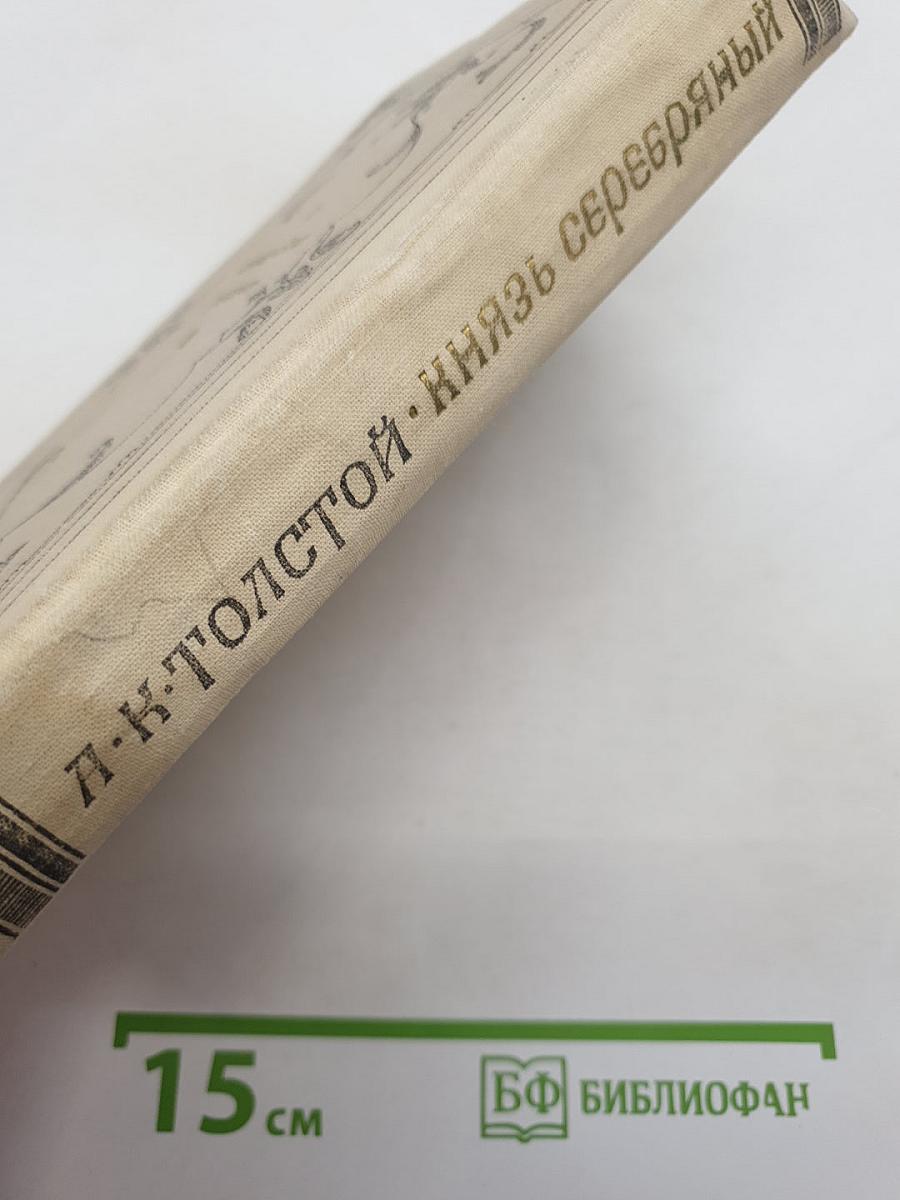 А·К·ТОЛСТОЙ·КНЯЗЬ СЕРЕБРЯНЫЙ
15 см
БФ БИБЛИОФАН